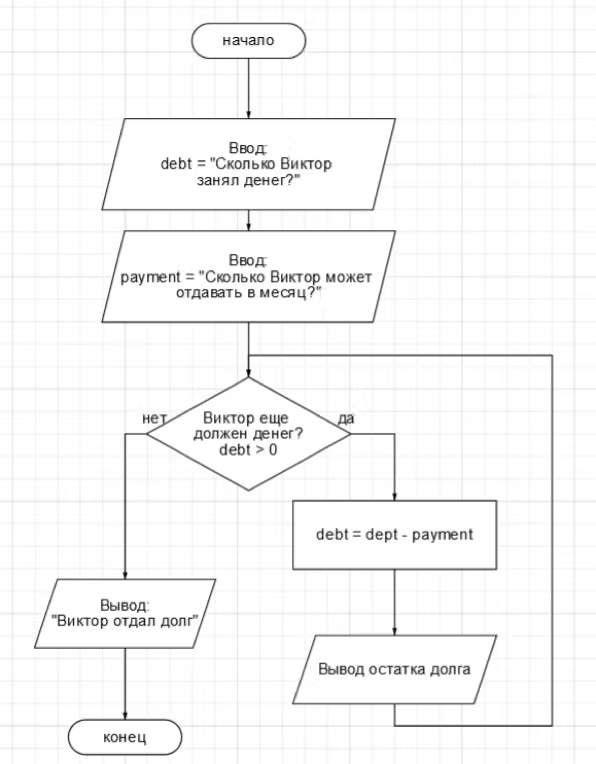 начало
Ввод:
debt = "Сколько Виктор
занял денег?"
Ввод:
payment = "Сколько Виктор может
отдавать в месяц?"
нет
Виктор еще
должен денег?
debt > 0
да
debt = dept - payment
Вывод:
"Виктор отдал долг"
Вывод остатка долга
конец